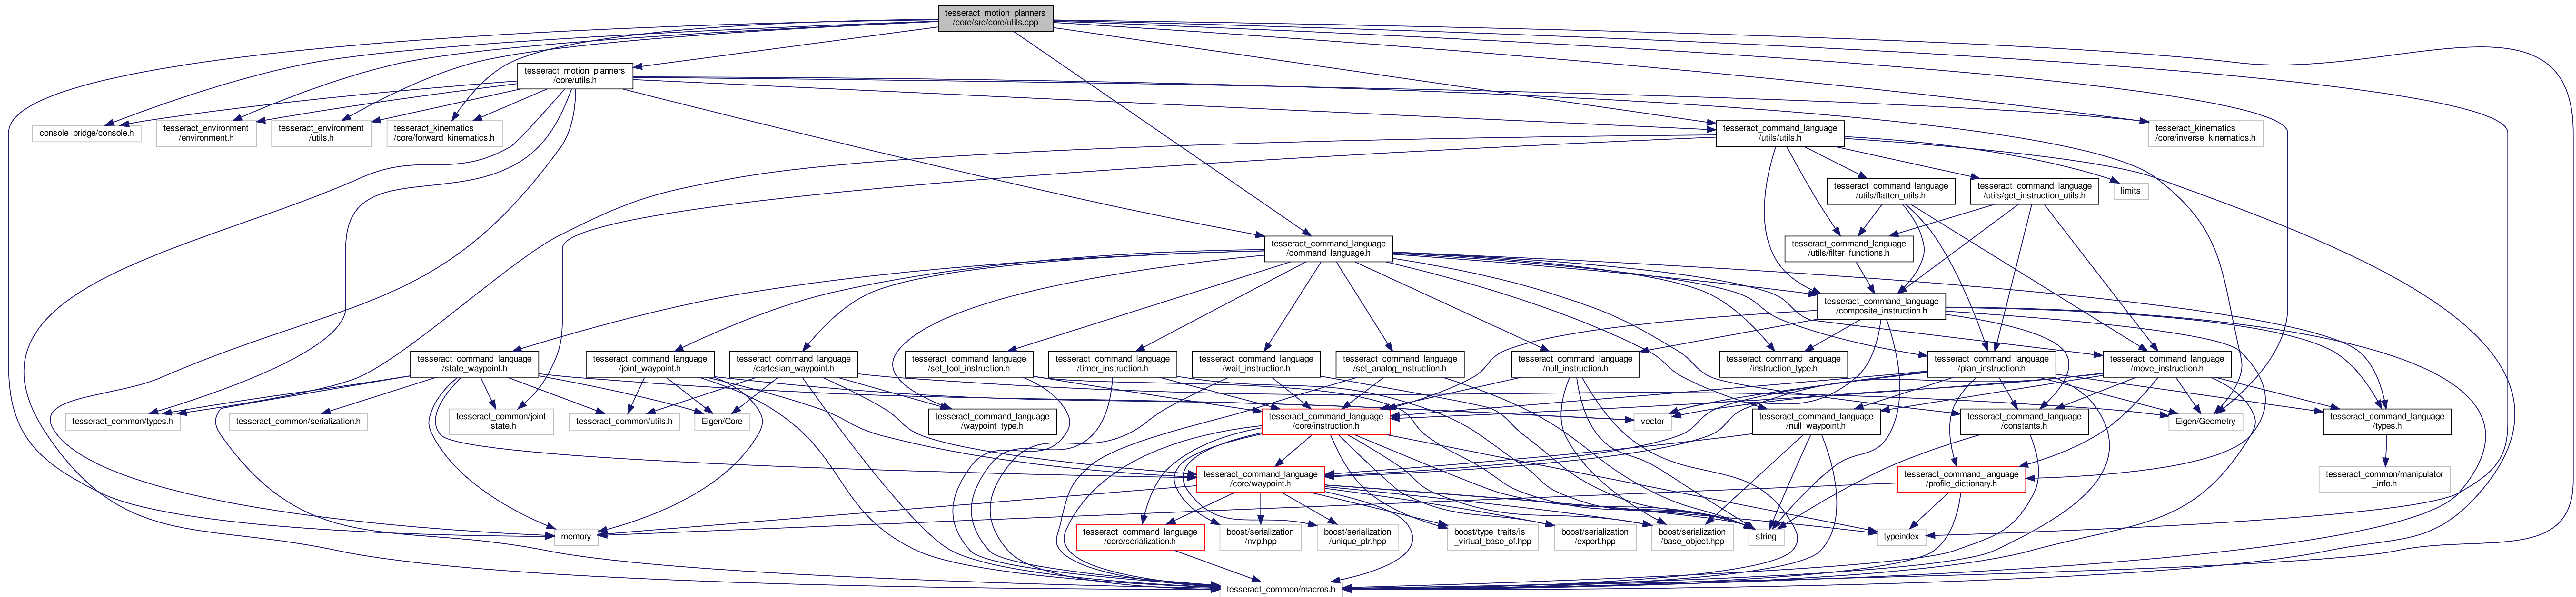 tesseract_motion_planners
/core/src/core/utils.cpp
tesseract_motion_planners
/core/utils.h
console_bridge/console.h
tesseract_environment
/environment.h
tesseract_environment
/utils.h
tesseract_kinematics
/core/forward_kinematics.h
tesseract_command_language
/utils/utils.h
tesseract_kinematics
/core/inverse_kinematics.h
tesseract_command_language
/utils/flatten_utils.h
tesseract_command_language
/utils/get_instruction_utils.h
limits
tesseract_command_language
/command_language.h
tesseract_command_language
/utils/filter_functions.h
tesseract_command_language
/composite_instruction.h
tesseract_command_language
/state_waypoint.h
tesseract_command_language
/joint_waypoint.h
tesseract_command_language
/cartesian_waypoint.h
tesseract_command_language
/set_tool_instruction.h
tesseract_command_language
/timer_instruction.h
tesseract_command_language
/wait_instruction.h
tesseract_command_language
/set_analog_instruction.h
tesseract_command_language
/null_instruction.h
tesseract_command_language
/instruction_type.h
tesseract_command_language
/plan_instruction.h
tesseract_command_language
/move_instruction.h
tesseract_common/types.h
tesseract_common/serialization.h
tesseract_common/joint
_state.h
tesseract_common/utils.h
Eigen/Core
tesseract_command_language
/waypoint_type.h
tesseract_command_language
/core/instruction.h
vector
tesseract_command_language
/null_waypoint.h
tesseract_command_language
/constants.h
Eigen/Geometry
tesseract_command_language
/types.h
tesseract_command_language
/core/waypoint.h
tesseract_command_language
/profile_dictionary.h
tesseract_common/manipulator
_info.h
memory
tesseract_command_language
/core/serialization.h
boost/serialization
/nvp.hpp
boost/serialization
/unique_ptr.hpp
boost/type_traits/is
_virtual_base_of.hpp
boost/serialization
/export.hpp
boost/serialization
/base_object.hpp
string
typeindex
tesseract_common/macros.h